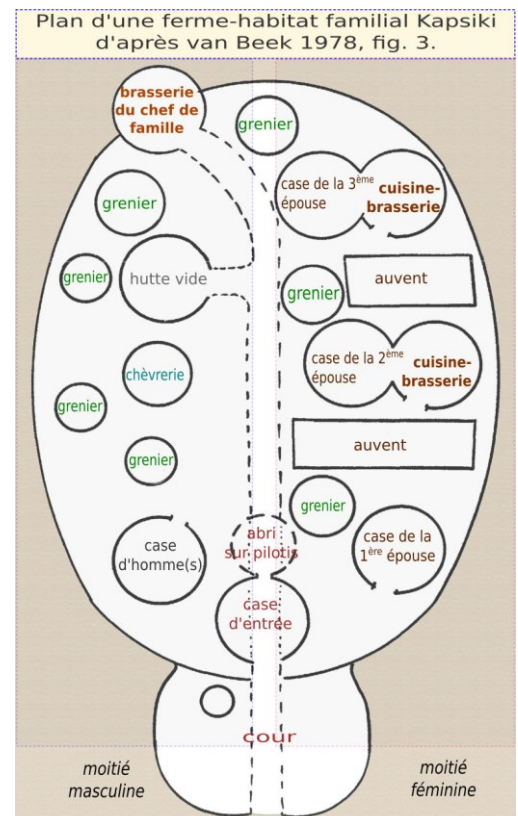 Plan d'une ferme-habitat familial Kapsiki
d'après van Beek 1978, fig. 3.
brasserie
du chef de
famille
grenier
case de la 3ème
épouse
cuisine-
brasserie
grenier
grenier
hutte vide
grenier
auvent
case de la 2ème
épouse
cuisine-
brasserie
chèvrerie
grenier
auvent
grenier
grenier
abri
sur pilotis
case
d'homme(s)
case de la
1ère épouse
case
d'entrée
cour
moitié
masculine
moitié
féminine